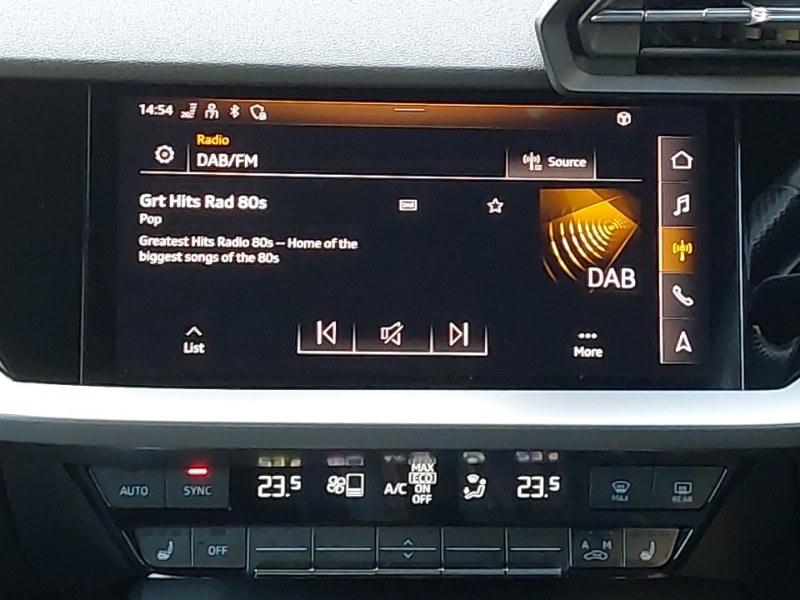 14:54
Radio
DAB/FM
Source
Grt Hits Rad 80s
Pop
Greatest Hits Radio 80s – Home of the
biggest songs of the 80s
DAB
List
More
AUTO
SYNC
23.5
A/C
MAX
ECO
ON
OFF
23.5
MAX
REAR
OFF
A M